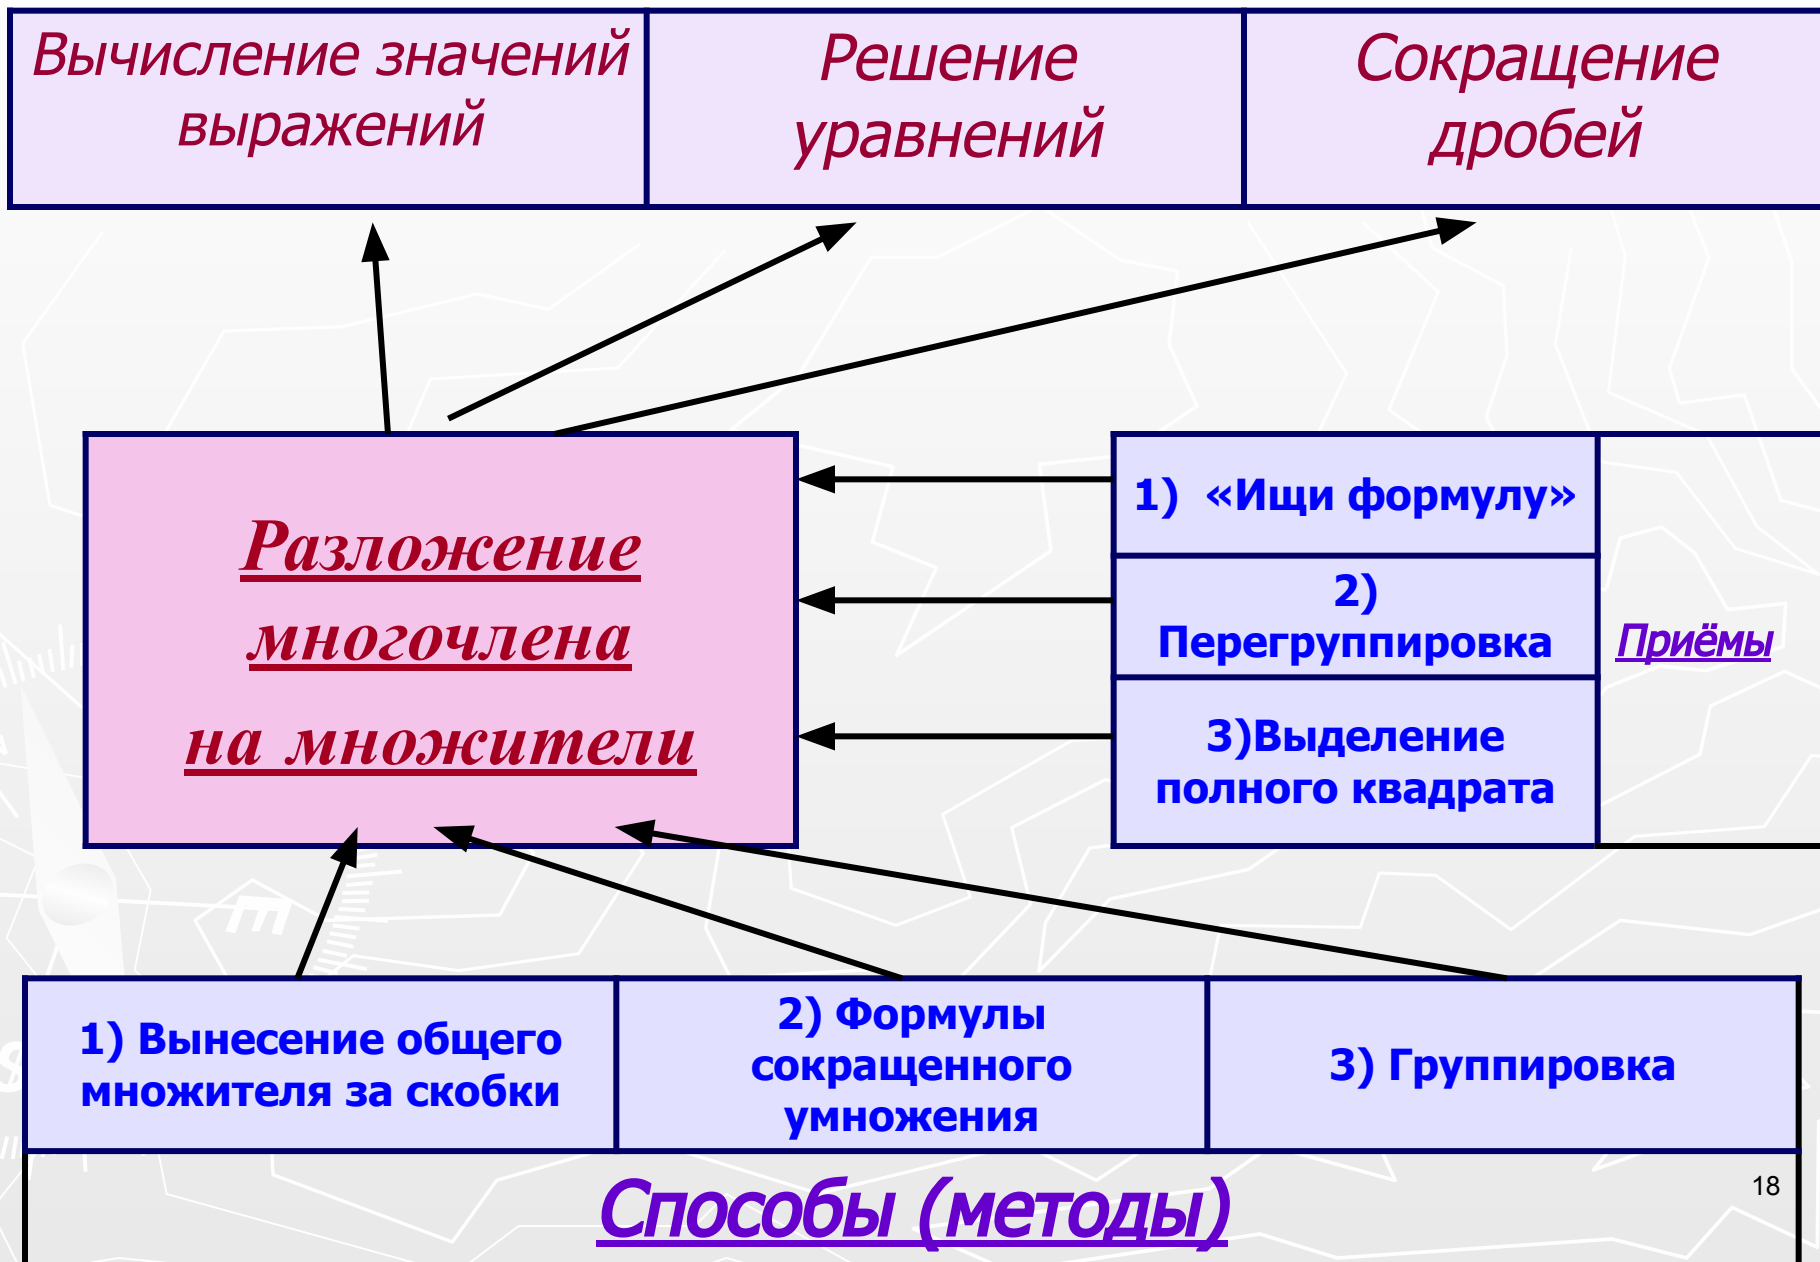 Вычисление значений
выражений
Решение
уравнений
Сокращение
дробей
Разложение
многочлена
на множители
1) «Ищи формулу»
2)
Перегруппировка
3)Выделение
полного квадрата
Приёмы
1) Вынесение общего
множителя за скобки
2) Формулы
сокращенного
умножения
3) Группировка
Способы (методы)
18
E